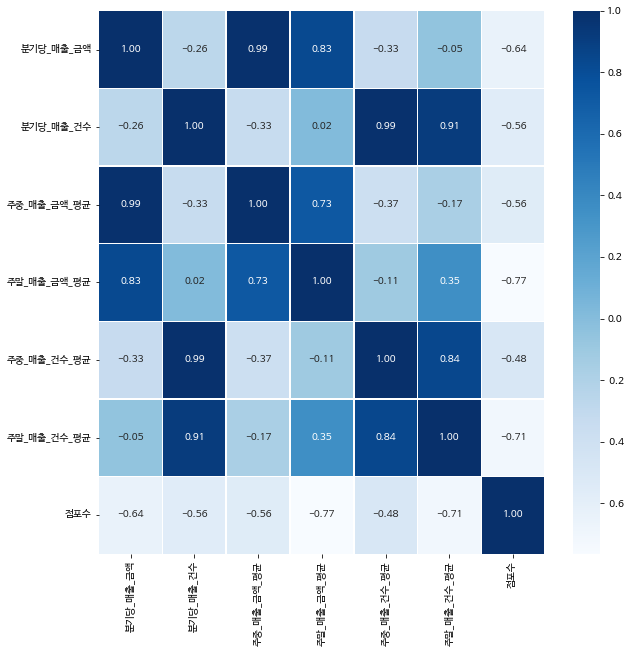 분기당_매출_금액 1.00 −0.26 0.99 0.83 −0.33 −0.05 −0.64
분기당_매출_건수 −0.26 1.00 −0.33 0.02 0.99 0.91 −0.56
주중_매출_금액_평균 0.99 −0.33 1.00 0.73 −0.37 −0.17 −0.56
주말_매출_금액_평균 0.83 0.02 0.73 1.00 −0.11 0.35 −0.77
주중_매출_건수_평균 −0.33 0.99 −0.37 −0.11 1.00 0.84 −0.48
주말_매출_건수_평균 −0.05 0.91 −0.17 0.35 0.84 1.00 −0.71
점포수 −0.64 −0.56 −0.56 −0.77 −0.48 −0.71 1.00
분기당_매출_금액
분기당_매출_건수
주중_매출_금액_평균
주말_매출_금액_평균
주중_매출_건수_평균
주말_매출_건수_평균
점포수
1.0
0.8
0.6
0.4
0.2
0.0
0.2
0.4
0.6